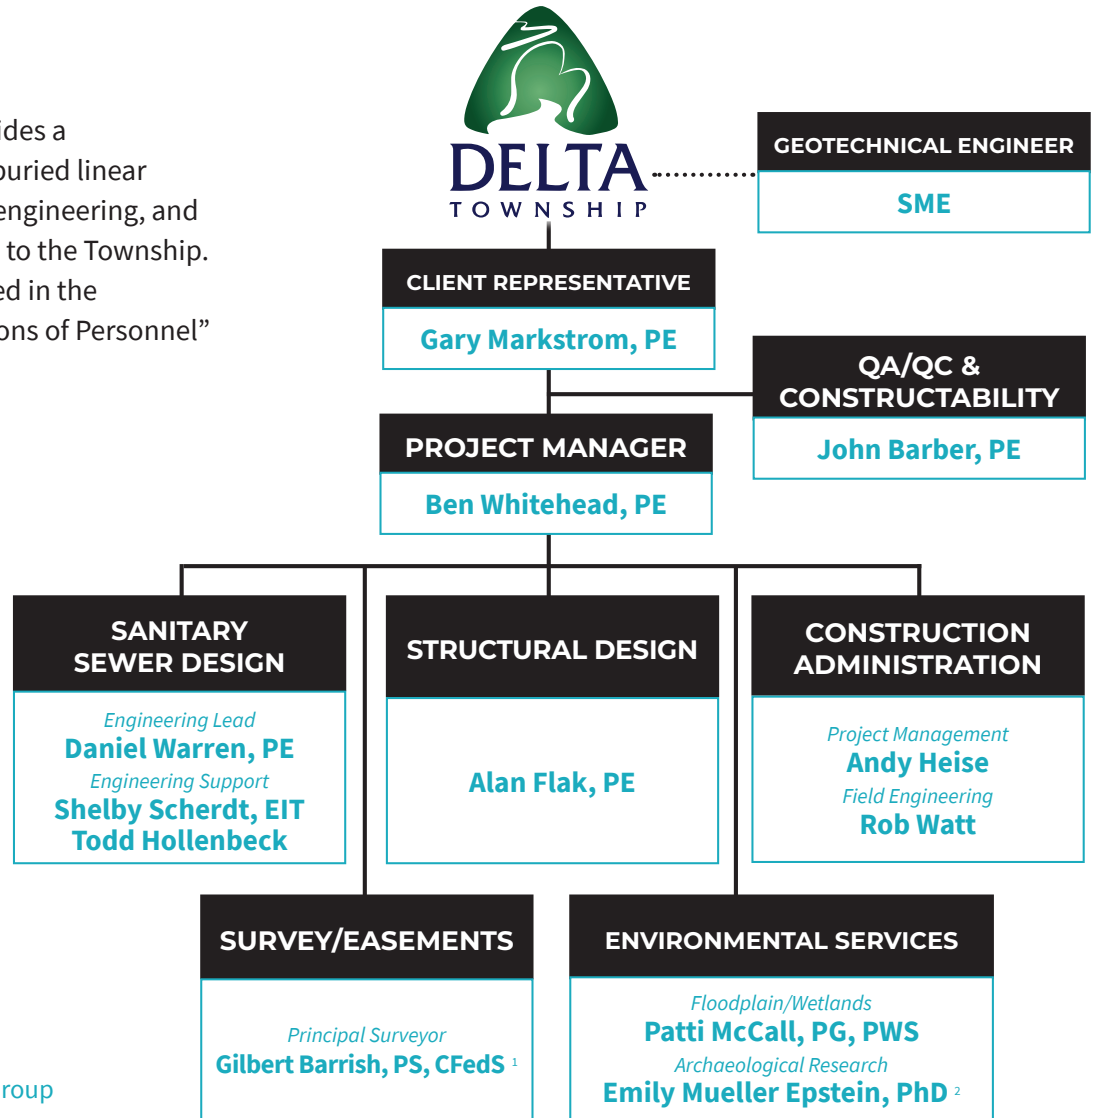 DELTA
TOWNSHIP
GEOTECHNICAL ENGINEER
SME
ides a
buried linear
engineering, and
to the Township.
ed in the
ons of Personnel”
CLIENT REPRESENTATIVE
Gary Markstrom, PE
QA/QC &
CONSTRUCTABILITY
John Barber, PE
PROJECT MANAGER
Ben Whitehead, PE
SANITARY
SEWER DESIGN
Engineering Lead
Daniel Warren, PE
Engineering Support
Shelby Scherdt, EIT
Todd Hollenbeck
STRUCTURAL DESIGN
Alan Flak, PE
CONSTRUCTION
ADMINISTRATION
Project Management
Andy Heise
Field Engineering
Rob Watt
SURVEY/EASEMENTS
Principal Surveyor
Gilbert Barrish, PS, CFedS 1
ENVIRONMENTAL SERVICES
Floodplain/Wetlands
Patti McCall, PG, PWS
Archaeological Research
Emily Mueller Epstein, PhD 2
roup